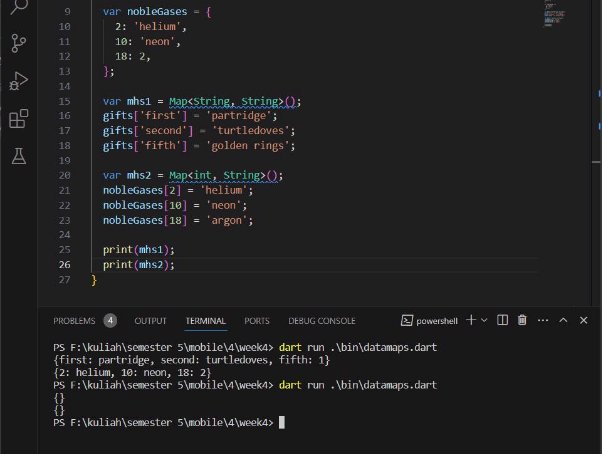 9 var nobleGases = {
10 2: 'helium',
11 10: 'neon',
12 18: 2,
13 };
14
15 var mhs1 = Map<String, String>();
16 gifts['first'] = 'partridge';
17 gifts['second'] = 'turtledoves';
18 gifts['fifth'] = 'golden rings';
19
20 var mhs2 = Map<int, String>();
21 nobleGases[2] = 'helium';
22 nobleGases[10] = 'neon';
23 nobleGases[18] = 'argon';
24
25 print(mhs1);
26 print(mhs2);
27 }
PROBLEMS 4 OUTPUT TERMINAL PORTS DEBUG CONSOLE powershell
PS F:\kuliah\semester 5\mobile\4\week4> dart run .\bin\datamaps.dart
{first: partridge, second: turtledoves, fifth: 1}
{2: helium, 10: neon, 18: 2}
PS F:\kuliah\semester 5\mobile\4\week4> dart run .\bin\datamaps.dart
{}
{}
PS F:\kuliah\semester 5\mobile\4\week4>